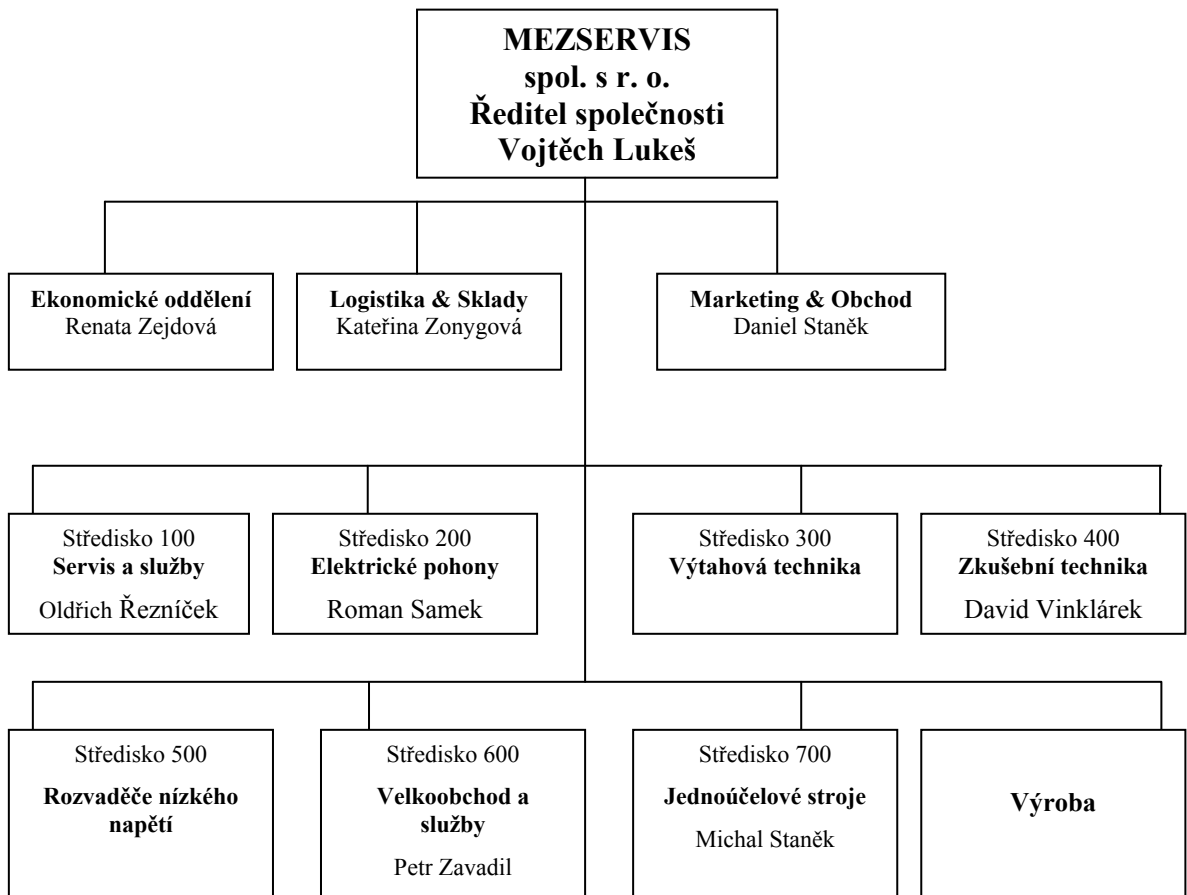 MEZSERVIS
spol. s r. o.
Ředitel společnosti
Vojtěch Lukeš
Ekonomické oddělení
Renata Zejdová
Logistika & Sklady
Kateřina Zonygová
Marketing & Obchod
Daniel Staněk
Středisko 100
Servis a služby
Oldřich Řezníček
Středisko 200
Elektrické pohony
Roman Samek
Středisko 300
Výtahová technika
Středisko 400
Zkušební technika
David Vinklárek
Středisko 500
Rozvaděče nízkého
napětí
Středisko 600
Velkoobchod a
služby
Petr Zavadil
Středisko 700
Jednoúčelové stroje
Michal Staněk
Výroba